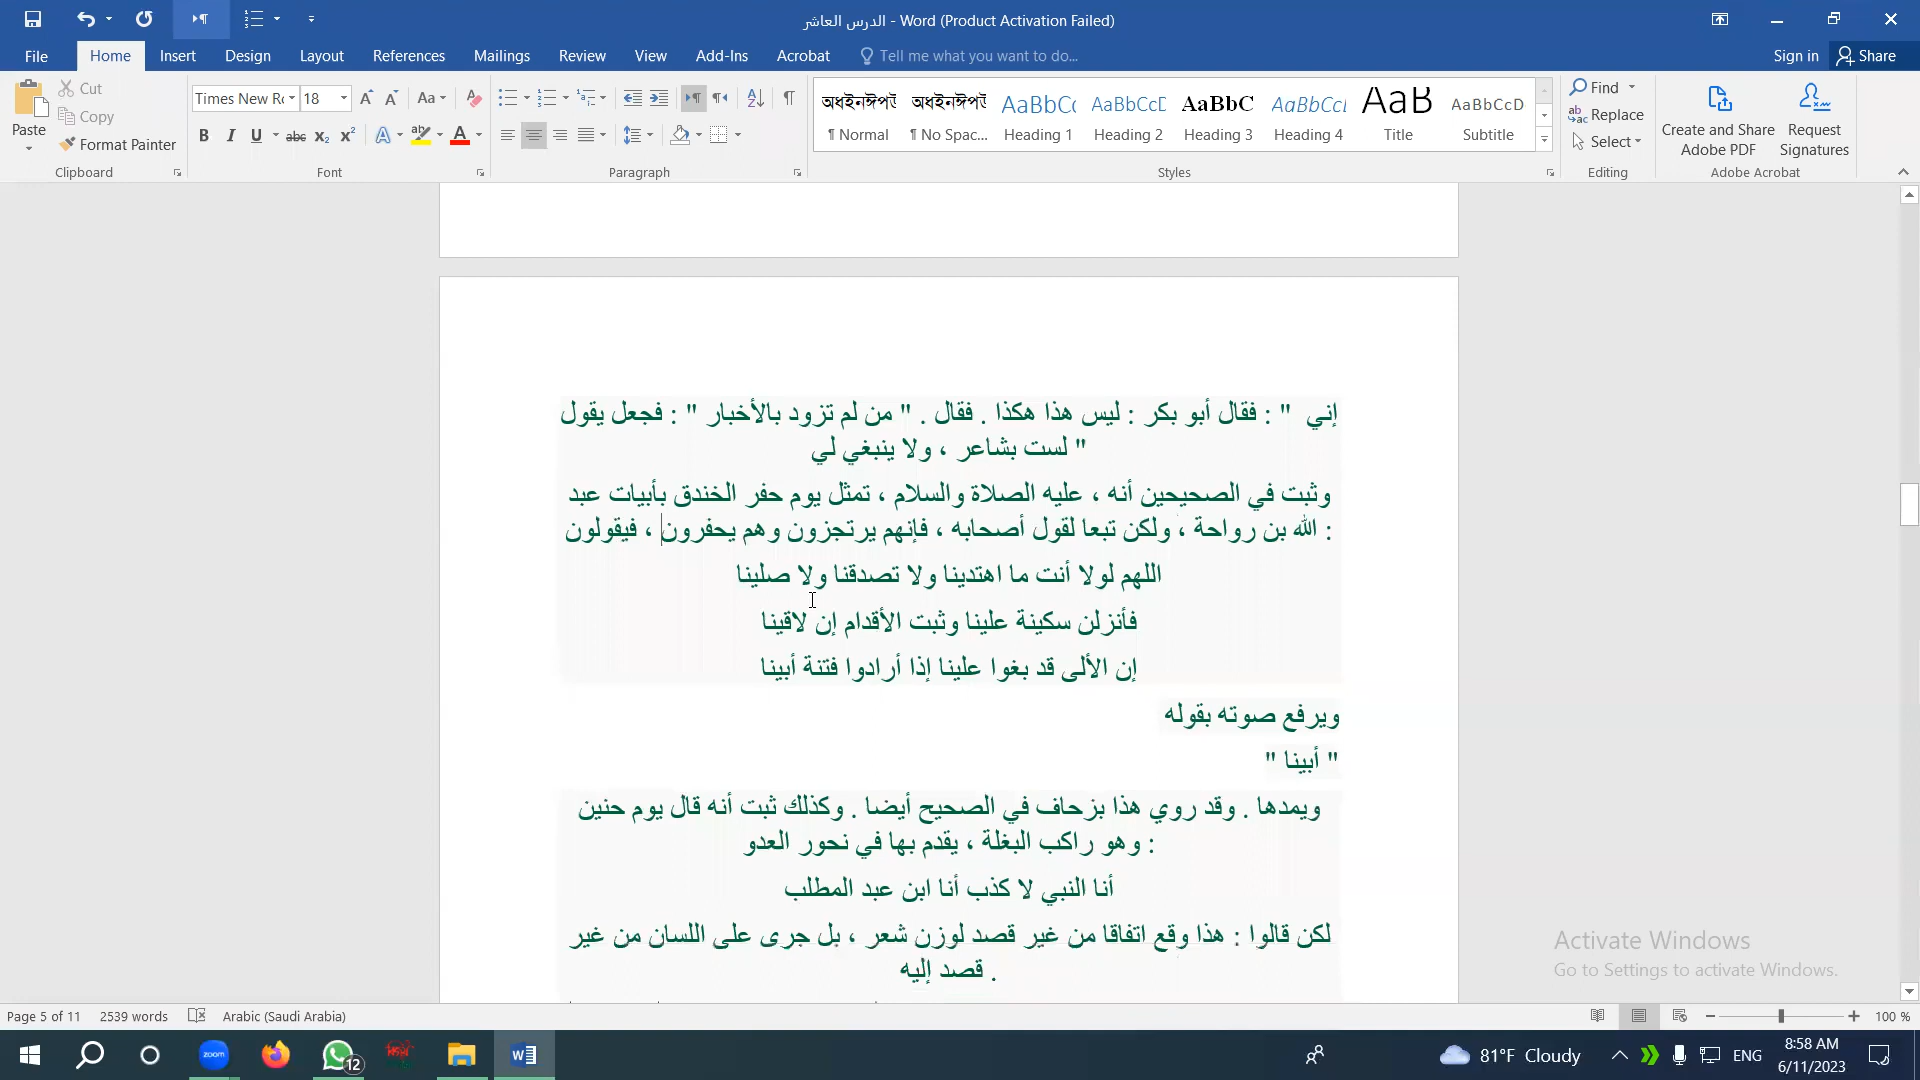 الدرس العاشر - Word (Product Activation Failed)
File Home Insert Design Layout References Mailings Review View Add-Ins Acrobat Tell me what you want to do... Sign in Share
Paste
Cut
Copy
Format Painter
Clipboard
Times New Ro 18
Font
Paragraph
¶ Normal ¶ No Spac... Heading 1 Heading 2 Heading 3 Heading 4 Title Subtitle
Styles
Find
Replace
Select
Editing
Create and Share Adobe PDF
Request Signatures
Adobe Acrobat
إني " : فقال أبو بكر : ليس هذا هكذا . فقال . " من لم تزود بالأخبار " : فجعل يقول
" لست بشاعر ، ولا ينبغي لي
وثبت في الصحيحين أنه ، عليه الصلاة والسلام ، تمثل يوم حفر الخندق بأبيات عبد
: الله بن رواحة ، ولكن تبعا لقول أصحابه ، فإنهم يرتجزون وهم يحفرون ، فيقولون
اللهم لولا أنت ما اهتدينا ولا تصدقنا ولا صلينا
فأنزلن سكينة علينا وثبت الأقدام إن لاقينا
إن الألى قد بغوا علينا إذا أرادوا فتنة أبينا
ويرفع صوته بقوله
" أبينا "
ويمدها . وقد روي هذا بزحاف في الصحيح أيضا . وكذلك ثبت أنه قال يوم حنين
: وهو راكب البغلة ، يقدم بها في نحور العدو
أنا النبي لا كذب أنا ابن عبد المطلب
لكن قالوا : هذا وقع اتفاقا من غير قصد لوزن شعر ، بل جرى على اللسان من غير
. قصد إليه
Activate Windows
Go to Settings to activate Windows.
Page 5 of 11 2539 words Arabic (Saudi Arabia) 100 %
zoom 12 81°F Cloudy ENG
8:58 AM
6/11/2023